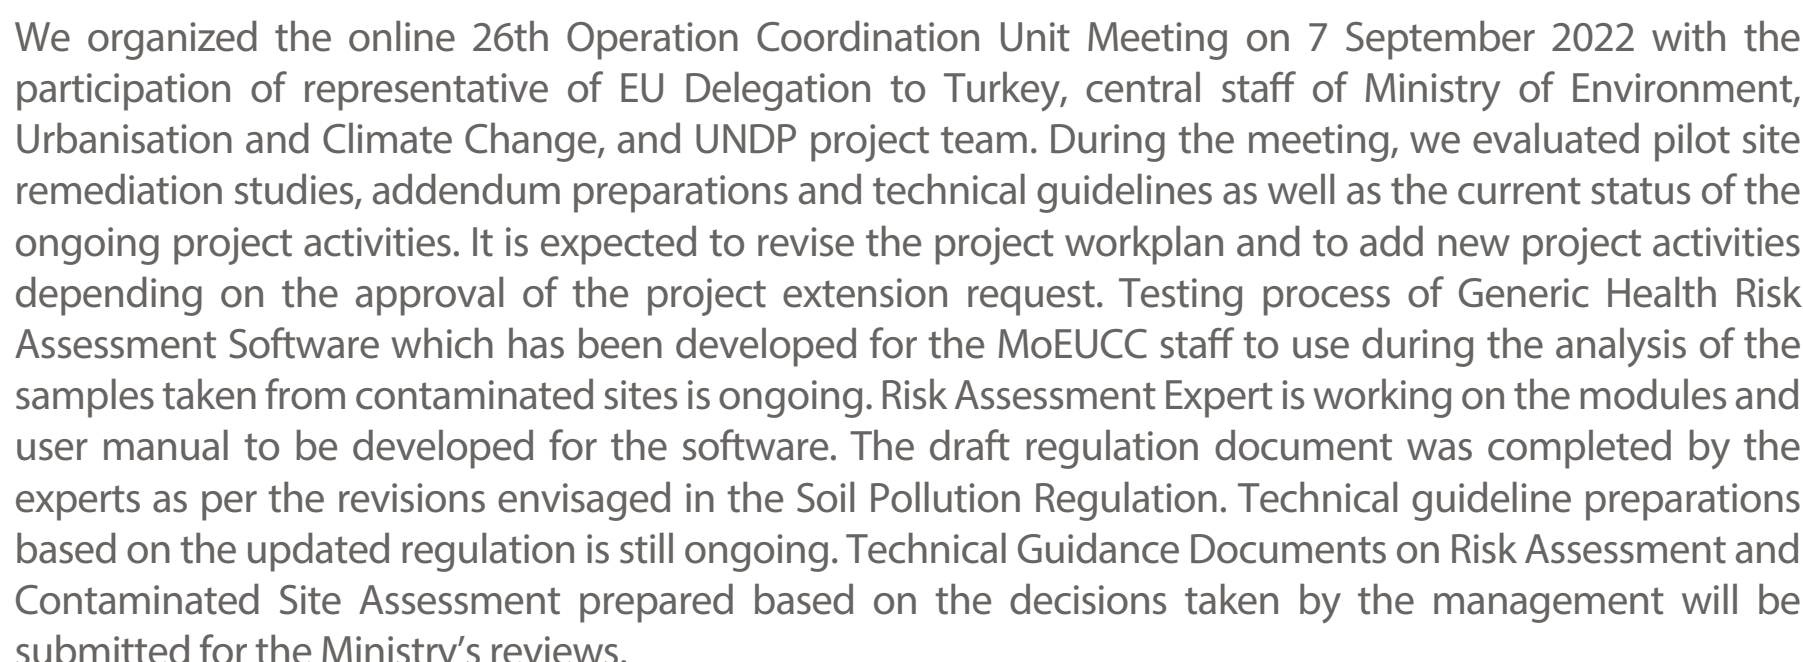 We organized the online 26th Operation Coordination Unit Meeting on 7 September 2022 with the
participation of representative of EU Delegation to Turkey, central staff of Ministry of Environment,
Urbanisation and Climate Change, and UNDP project team. During the meeting, we evaluated pilot site
remediation studies, addendum preparations and technical guidelines as well as the current status of the
ongoing project activities. It is expected to revise the project workplan and to add new project activities
depending on the approval of the project extension request. Testing process of Generic Health Risk
Assessment Software which has been developed for the MoEUCC staff to use during the analysis of the
samples taken from contaminated sites is ongoing. Risk Assessment Expert is working on the modules and
user manual to be developed for the software. The draft regulation document was completed by the
experts as per the revisions envisaged in the Soil Pollution Regulation. Technical guideline preparations
based on the updated regulation is still ongoing. Technical Guidance Documents on Risk Assessment and
Contaminated Site Assessment prepared based on the decisions taken by the management will be
submitted for the Ministry’s reviews.